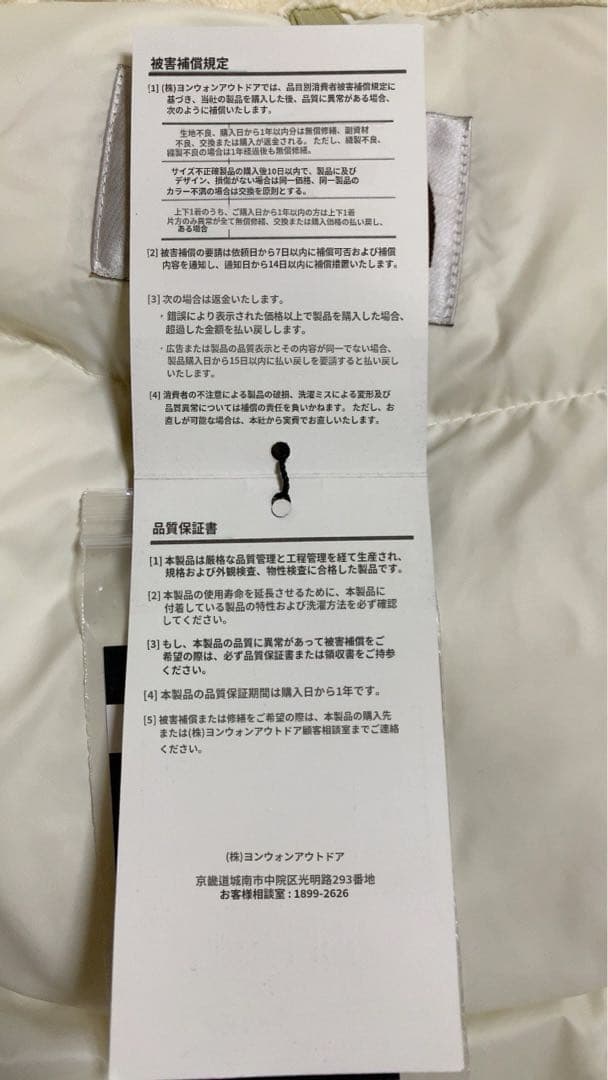 被害補償規定
[1] (株)ヨンウォンアウトドアでは、品目別消費者被害補償規定に
基づき、当社の製品を購入した後、品質に異常がある場合、
次のように補償いたします。
生地不良、購入日から1年以内分は無償修繕、副資材
不良、交換または購入が返金される。ただし、縫製不良、
縫製不良の場合は1年経過後も無償修繕。
サイズ不正確製品の購入後10日以内で、製品に及び
デザイン、損傷がない場合は同一価格、同一製品の
カラー不満の場合は交換を原則とする。
上下1着のうち、ご購入日から1年以内の方は上下1着
片方のみ異常が全て無償修繕、交換または購入価格の払い戻し、
ある場合
[2] 被害補償の要請は依頼日から7日以内に補償可否および補償
内容を通知し、通知日から14日以内に補償措置いたします。
[3] 次の場合は返金いたします。
・錯誤により表示された価格以上で製品を購入した場合、
超過した金額を払い戻しします。
・広告または製品の品質表示とその内容が同一でない場合、
製品購入日から15日以内に払い戻しを要請すると払い戻し
いたします。
[4] 消費者の不注意による製品の破損、洗濯ミスによる変形及び
品質異常については補償の責任を負いかねます。ただし、お
直しが可能な場合は、本社から実費でお直しいたします。
品質保証書
[1] 本製品は厳格な品質管理と工程管理を経て生産され、
規格および外観検査、物性検査に合格した製品です。
[2] 本製品の使用寿命を延長させるために、本製品に
付着している製品の特性および洗濯方法を必ず確認
してください。
[3] もし、本製品の品質に異常があって被害補償をご
希望の際は、必ず品質保証書または領収書をご持参
ください。
[4] 本製品の品質保証期間は購入日から1年です。
[5] 被害補償または修繕をご希望の際は、本製品の購入先
または(株)ヨンウォンアウトドア顧客相談室までご連絡
ください。
(株)ヨンウォンアウトドア
京畿道城南市中院区光明路293番地
お客様相談室 : 1899-2626